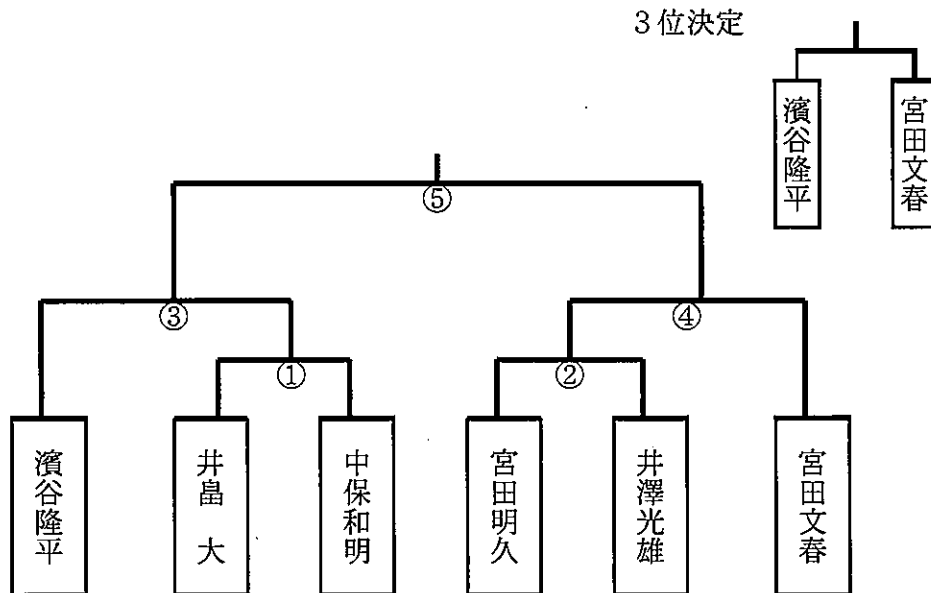 3位決定
濱谷隆平
宮田文春
⑤
③
④
①
②
濱谷隆平
井畠 大
中保和明
宮田明久
井澤光雄
宮田文春